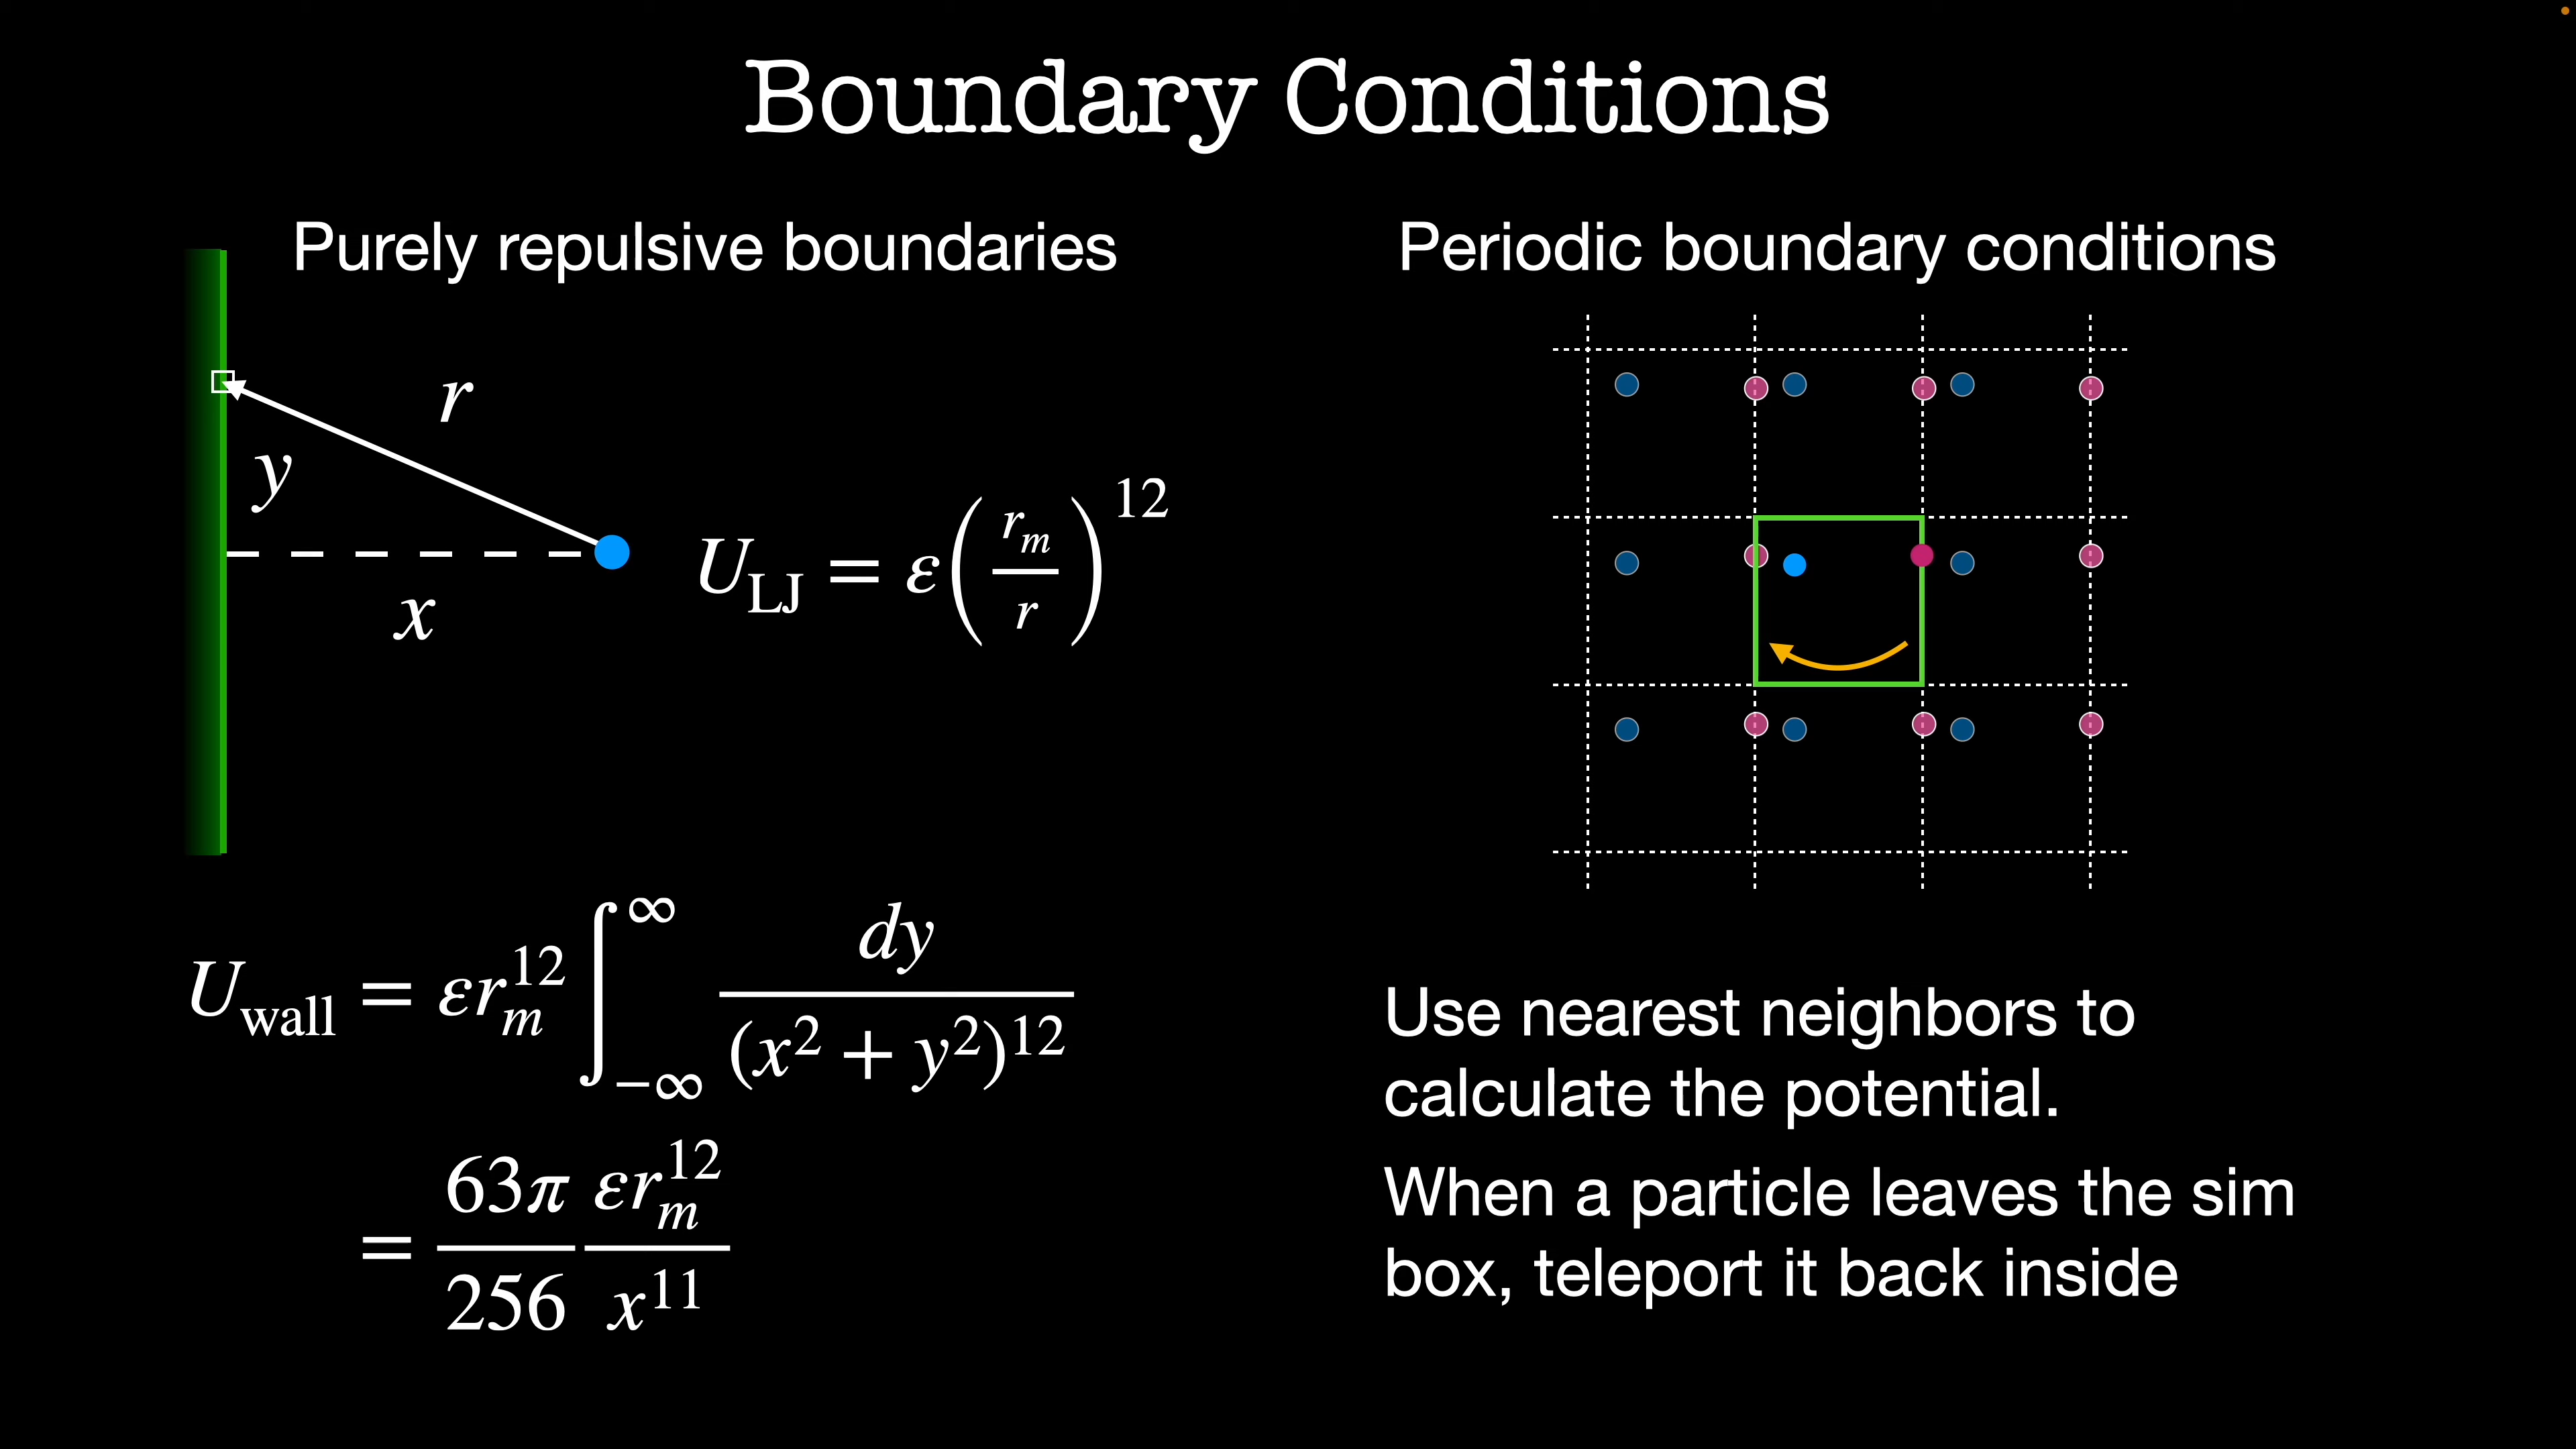 Boundary Conditions
Purely repulsive boundaries
r
y
x
U_LJ = ε(r_m/r)^12
U_wall = εr_m^12 ∫_{-∞}^{∞} dy/(x^2 + y^2)^12
= 63π/256 εr_m^12/x^11
Periodic boundary conditions
Use nearest neighbors to
calculate the potential.
When a particle leaves the sim
box, teleport it back inside